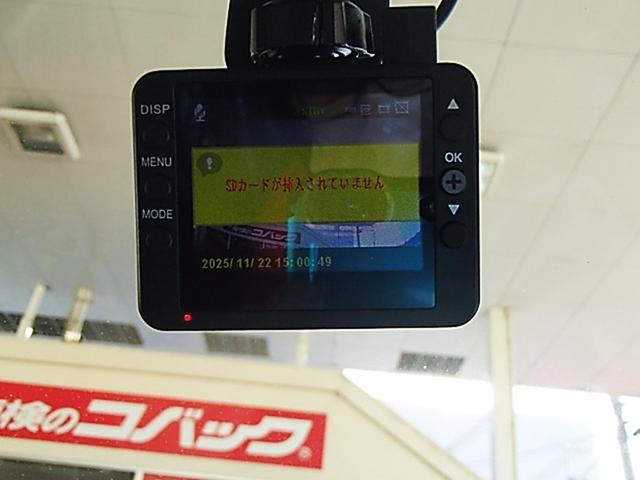 DISP
MENU
MODE
OK
STBY
SDカードが挿入されていません
コバック
2025/11/22 15:00:49
検のコバック